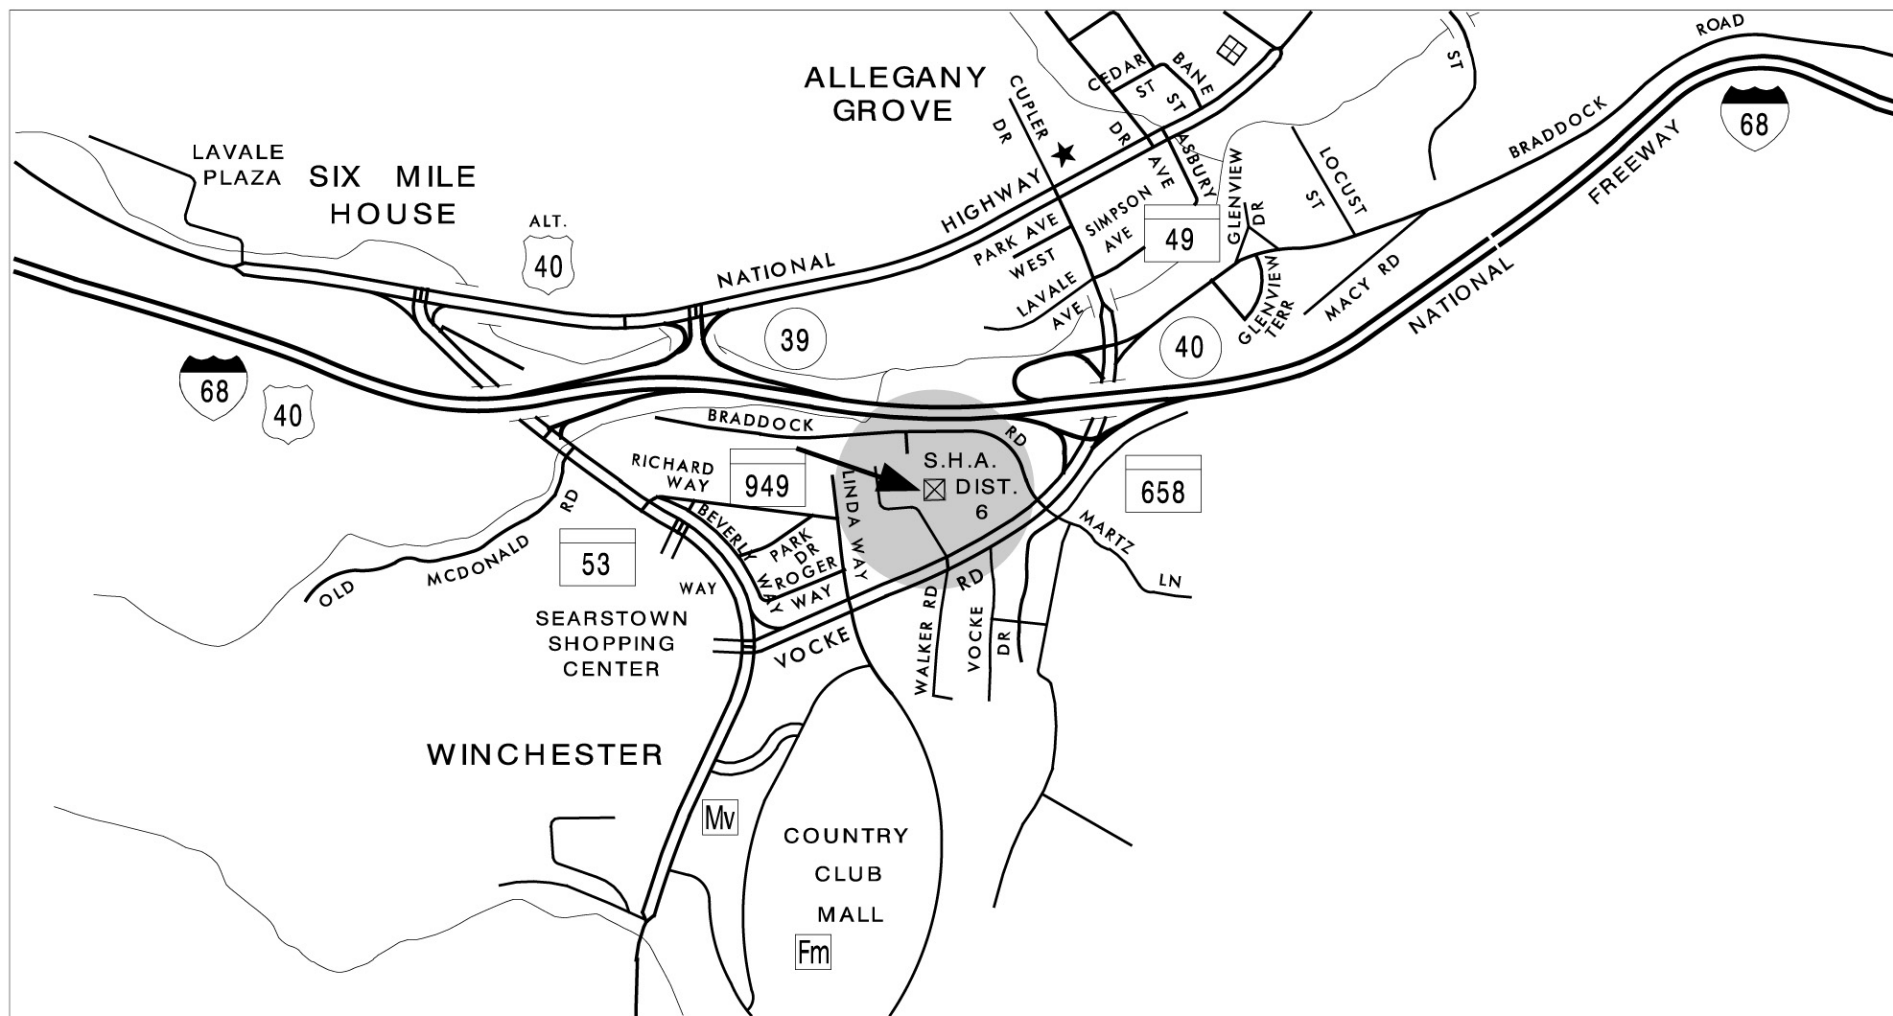 ROAD
ALLEGANY
GROVE
CUPLER
DR
CEDAR
ST
BANE
ST
ST
68
LAVALE
PLAZA
SIX MILE
HOUSE
ALT.
40
NATIONAL
HIGHWAY
DR
AVE
ASBURY
GLENVIEW
DR
LOCUST
ST
BRADDOCK
FREEWAY
PARK AVE
WEST
SIMPSON
AVE
49
LAVALE
AVE
GLENVIEW
TERR
MACY RD
NATIONAL
39
40
68
40
BRADDOCK
RD
RICHARD
WAY
949
LINDA WAY
S.H.A.
DIST.
6
658
MARTZ
LN
OLD
MCDONALD
RD
53
BEVERLY
WAY
PARK
DR
ROGER
WAY
WAY
SEARSTOWN
SHOPPING
CENTER
VOCKE
RD
WALKER RD
VOCKE
DR
WINCHESTER
Mv
COUNTRY
CLUB
MALL
Fm